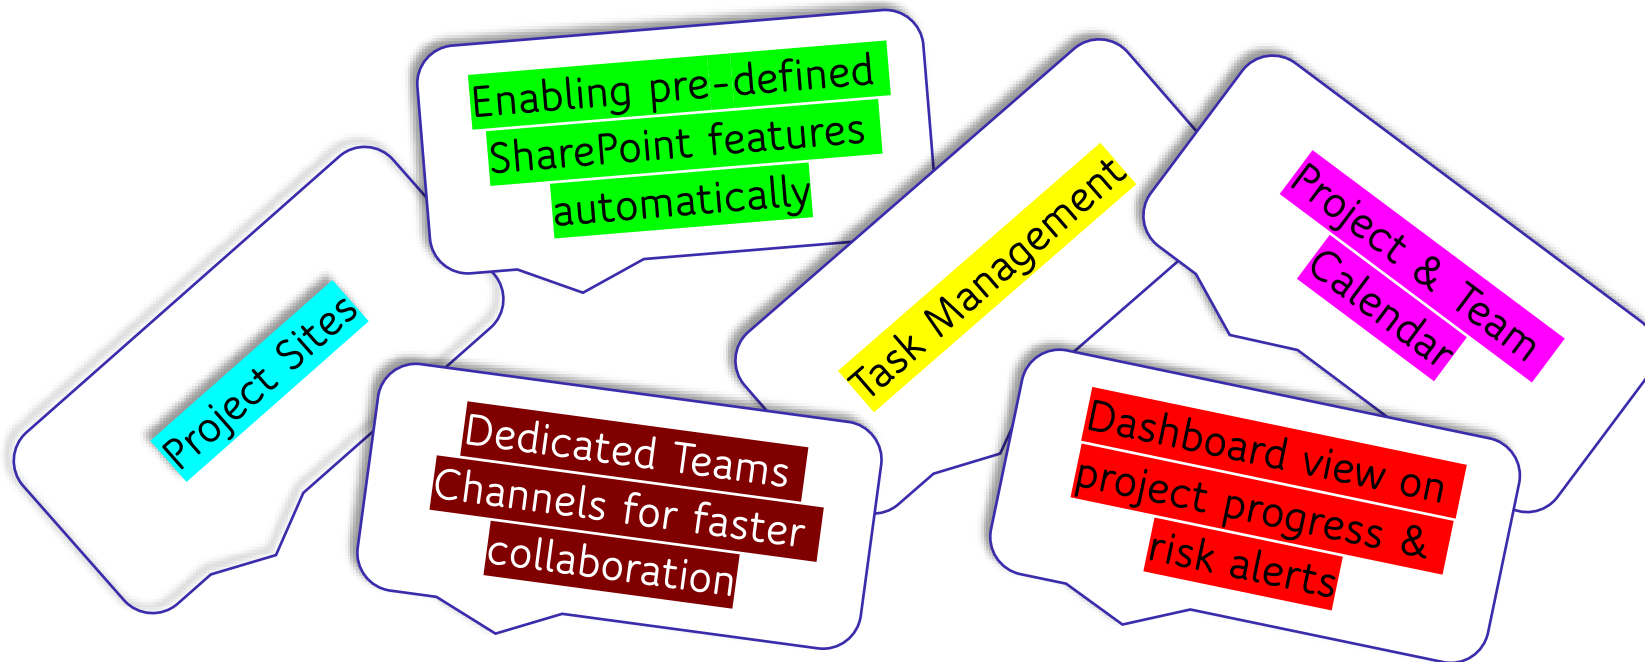 Project Sites
Enabling pre-defined
SharePoint features
automatically
Dedicated Teams
Channels for faster
collaboration
Task Management
Project & Team
Calendar
Dashboard view on
project progress &
risk alerts